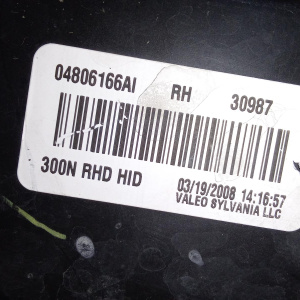 04806166AI RH 30987
300N RHD HID 03/19/2008 14:16:57
VALEO SYLVANIA LLC